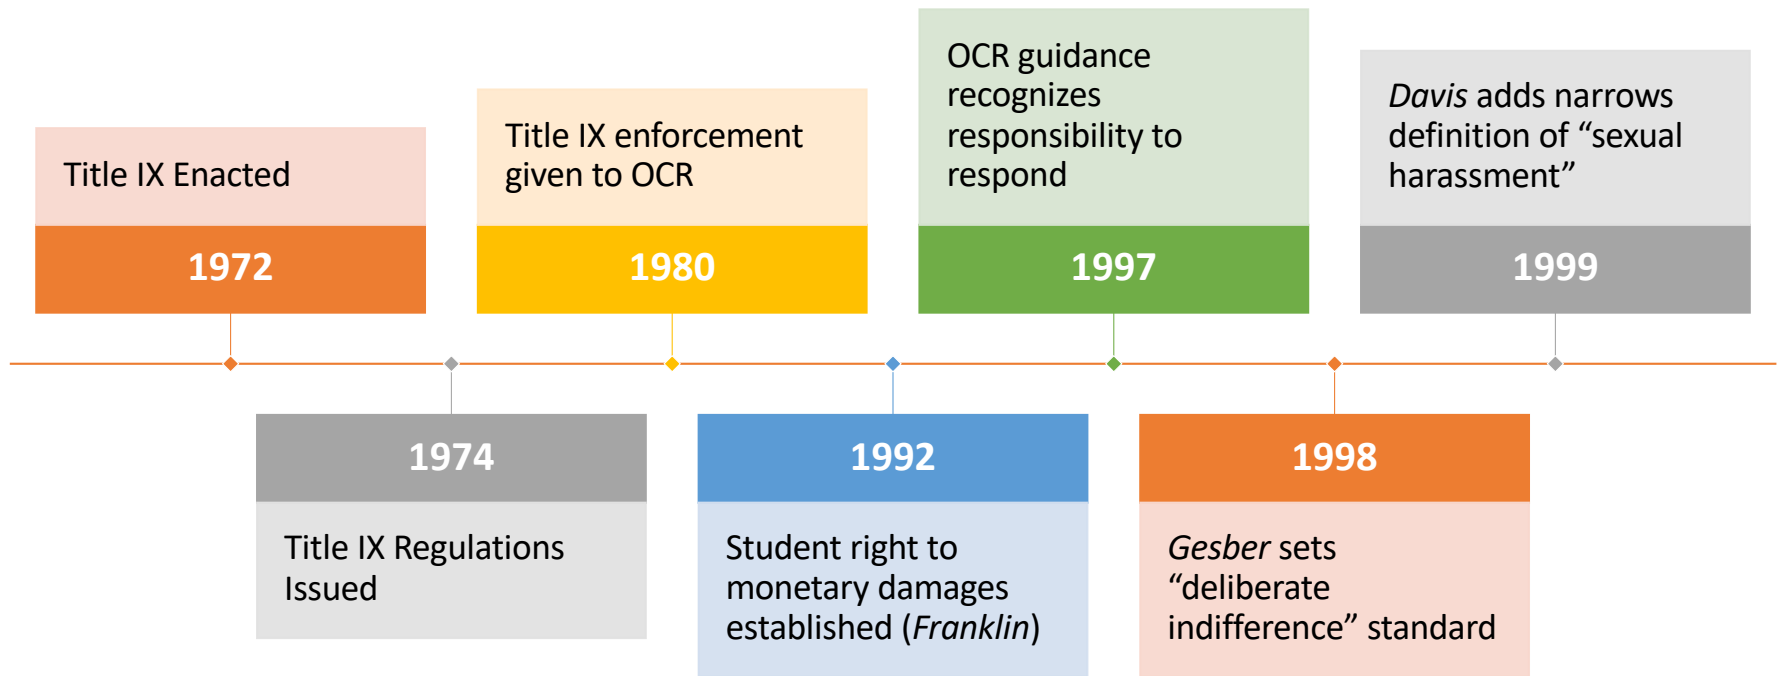 Title IX Enacted
1972
1974
Title IX Regulations
Issued
Title IX enforcement
given to OCR
1980
1992
Student right to
monetary damages
established (Franklin)
OCR guidance
recognizes
responsibility to
respond
1997
1998
Gesber sets
“deliberate
indifference” standard
Davis adds narrows
definition of “sexual
harassment”
1999